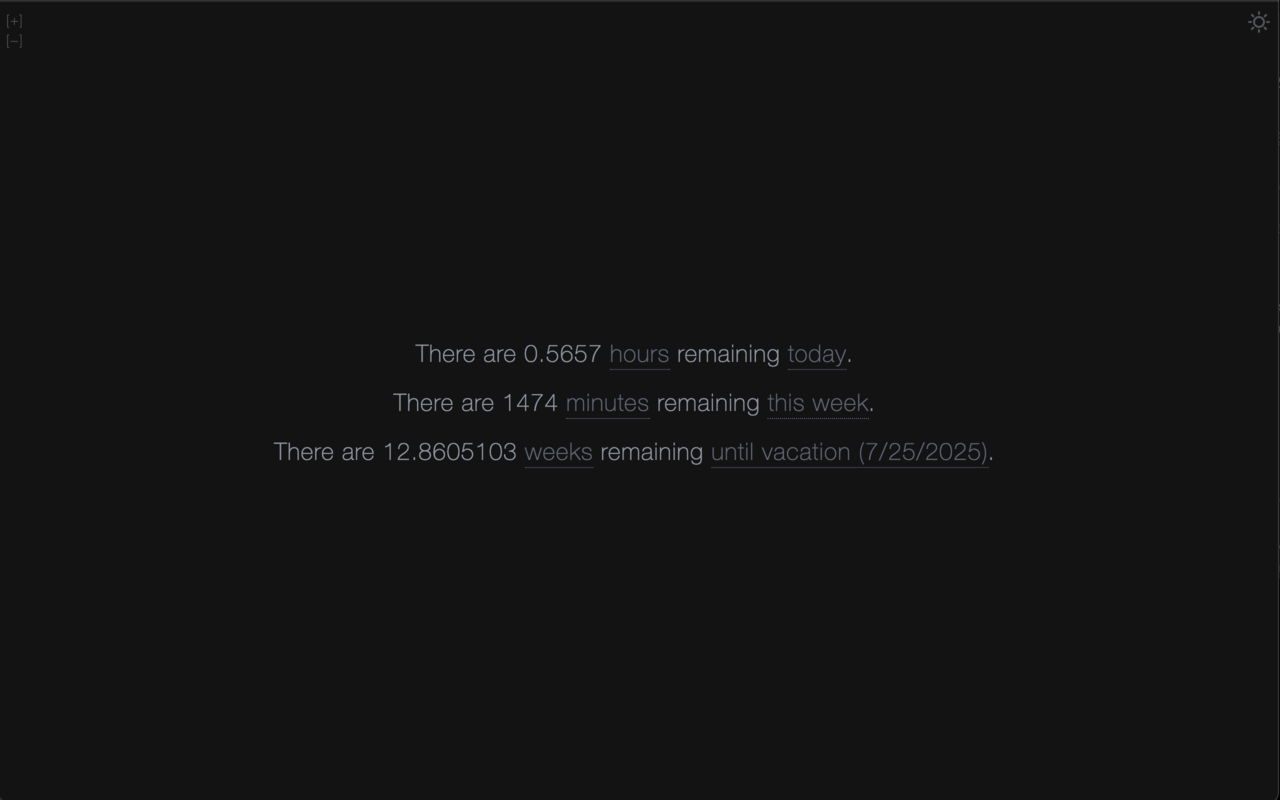 [+]
[–]
There are 0.5657 hours remaining today.
There are 1474 minutes remaining this week.
There are 12.8605103 weeks remaining until vacation (7/25/2025).